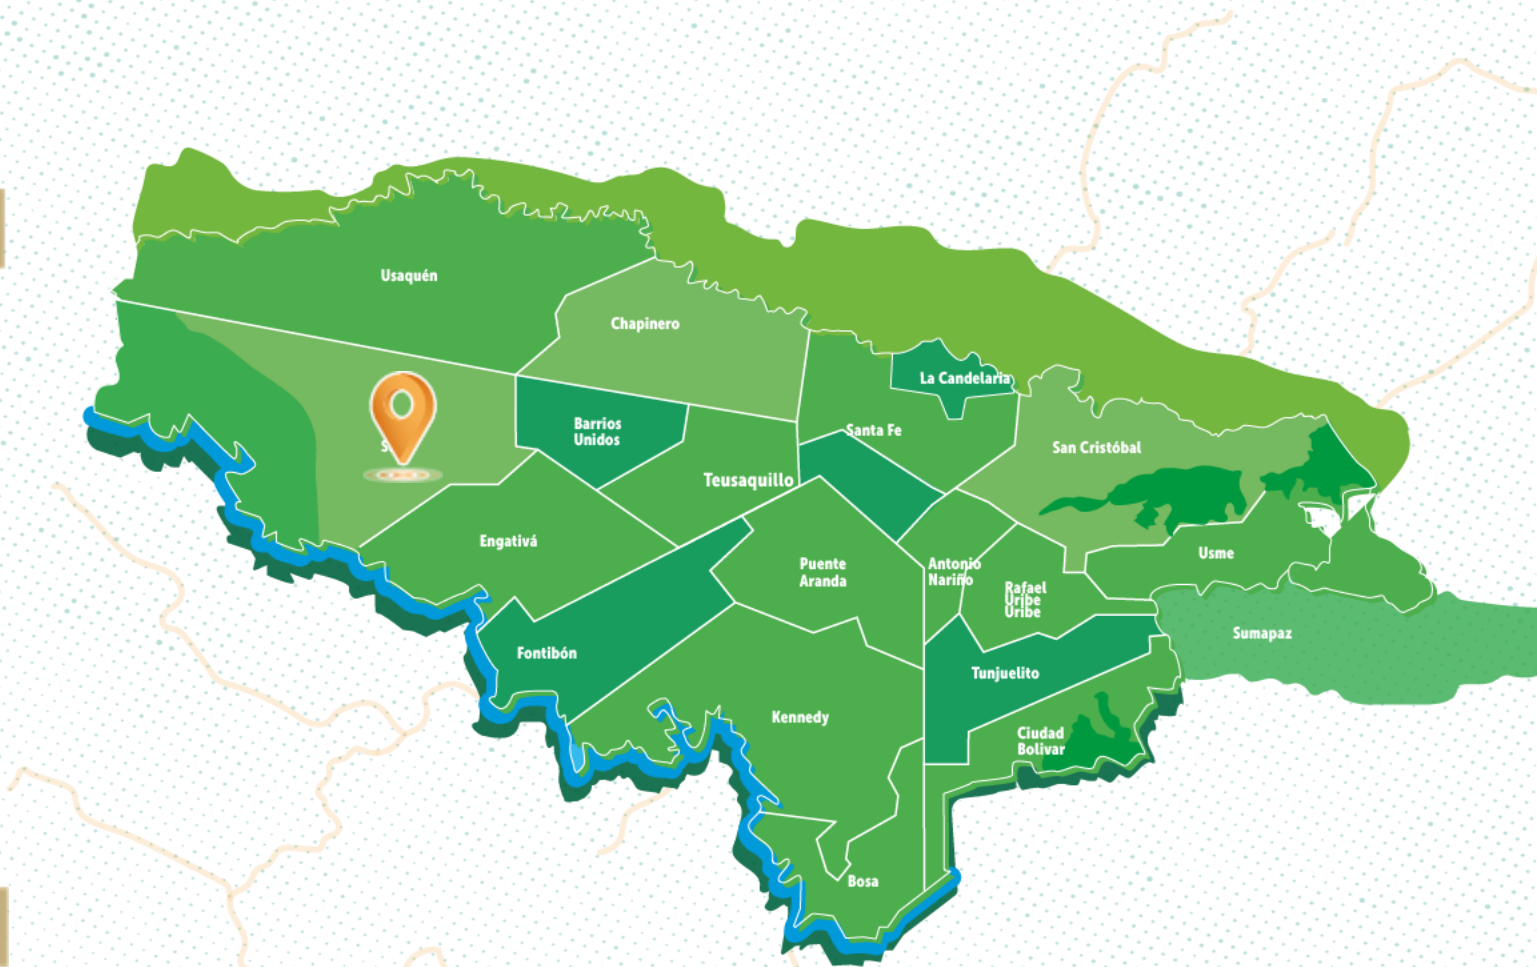 Usaquén
Chapinero
La Candelaria
Barrios
Unidos
Santa Fe
San Cristóbal
Teusaquillo
Engativá
Puente
Aranda
Antonio
Nariño
Usme
Rafael
Uribe
Uribe
Sumapaz
Fontibón
Tunjuelito
Kennedy
Ciudad
Bolivar
Bosa